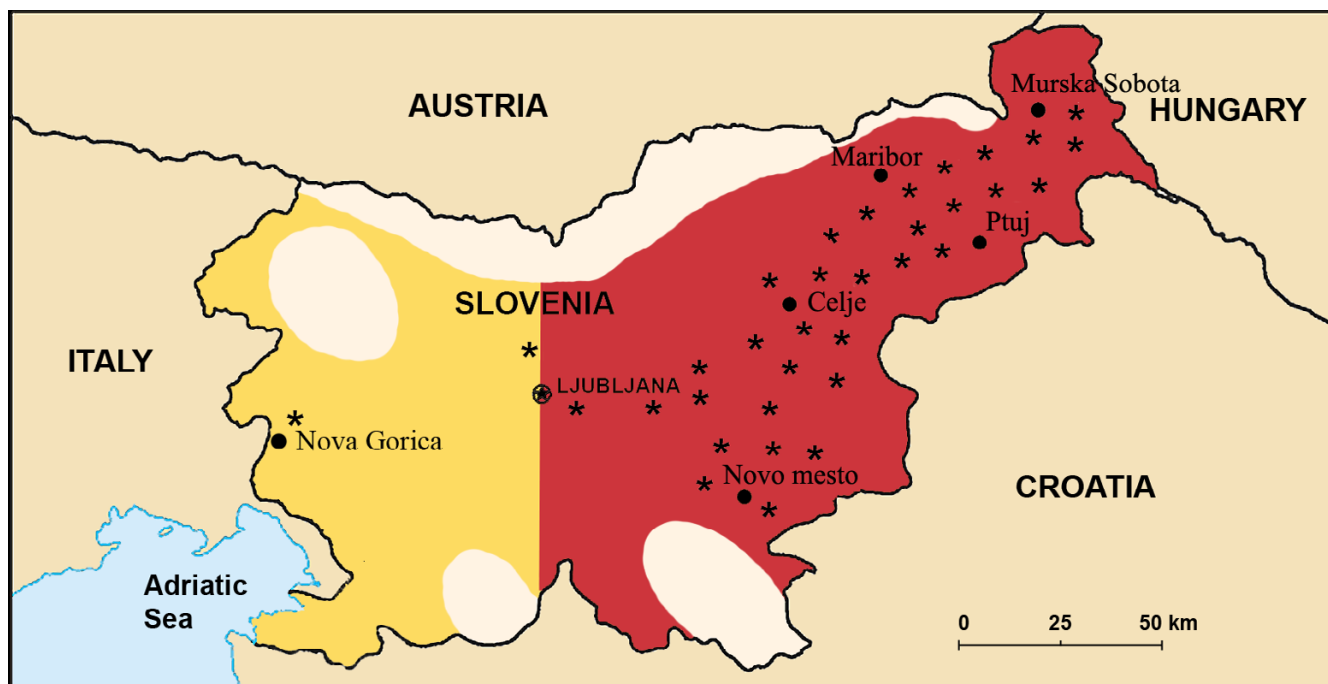 Murska Sobota
AUSTRIA
HUNGARY
Maribor
Ptuj
SLOVENIA
Celje
ITALY
LJUBLJANA
Nova Gorica
Novo mesto
CROATIA
Adriatic
Sea
0 25 50 km